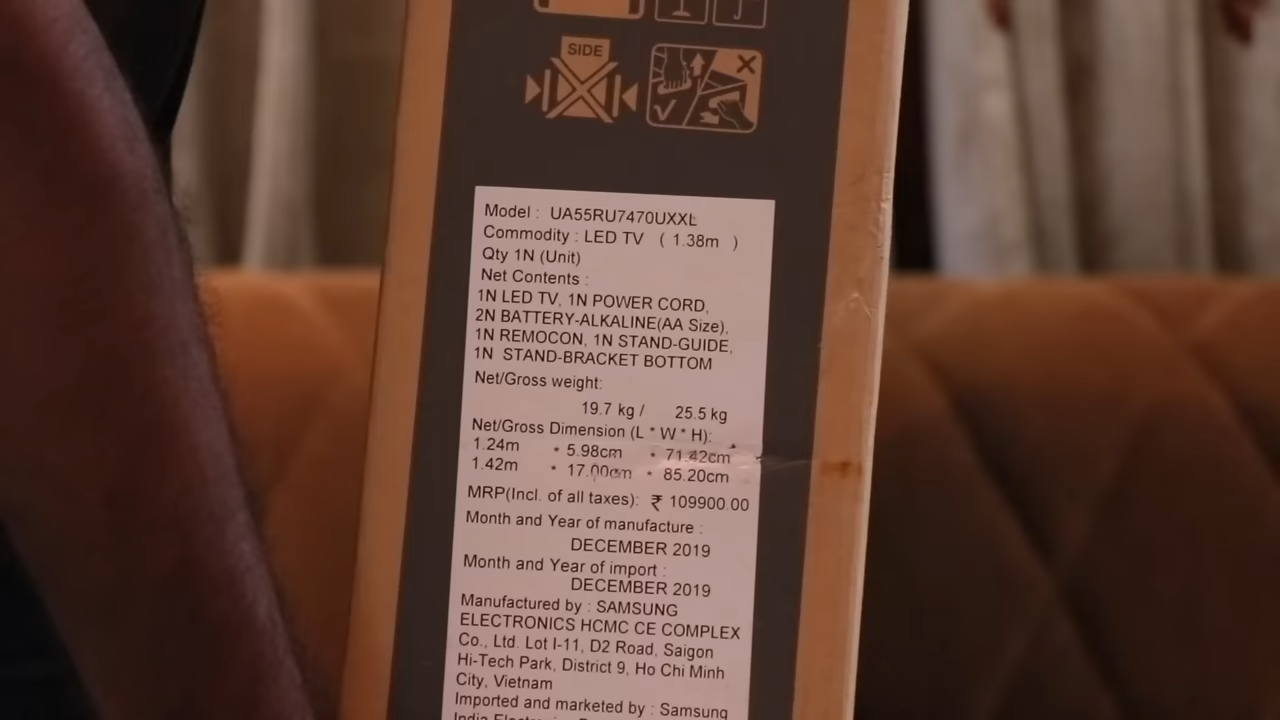 SIDE
Model : UA55RU7470UXXL
Commodity : LED TV ( 1.38m )
Qty 1N (Unit)
Net Contents :
1N LED TV, 1N POWER CORD,
2N BATTERY-ALKALINE(AA Size),
1N REMOCON, 1N STAND-GUIDE,
1N STAND-BRACKET BOTTOM
Net/Gross weight:
19.7 kg / 25.5 kg
Net/Gross Dimension (L * W * H):
1.24m * 5.98cm * 71.42cm
1.42m * 17.00cm * 85.20cm
MRP(Incl. of all taxes): ₹ 109900.00
Month and Year of manufacture :
DECEMBER 2019
Month and Year of import :
DECEMBER 2019
Manufactured by : SAMSUNG
ELECTRONICS HCMC CE COMPLEX
Co., Ltd. Lot I-11, D2 Road, Saigon
Hi-Tech Park, District 9, Ho Chi Minh
City, Vietnam
Imported and marketed by : Samsung
India